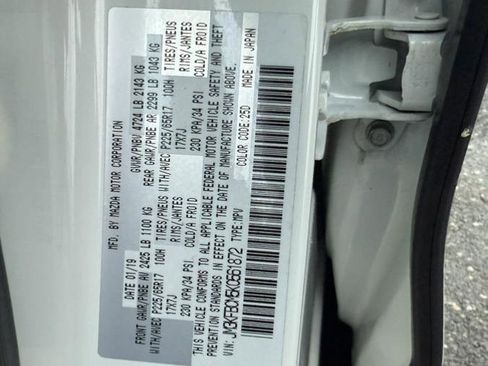 MFD. BY MAZDA MOTOR CORPORATION
DATE 01/19 GVWR/PNBV 4724 LB 2143 KG
FRONT GAWR/PNBE AV 2425 LB 1100 KG REAR GAWR/PNBE AR 2299 LB 1043 KG
WITH/AVEC P225/65R17 100H TIRES/PNEUS WITH/AVEC P225/65R17 100H TIRES/PNEUS
17X7J RIMS/JANTES 17X7J RIMS/JANTES
230 KPA/34 PSI COLD/A FROID 230 KPA/34 PSI COLD/A FROID
THIS VEHICLE CONFORMS TO ALL APPLICABLE FEDERAL MOTOR VEHICLE SAFETY AND THEFT
PREVENTION STANDARDS IN EFFECT ON THE DATE OF MANUFACTURE SHOWN ABOVE.
VIN: TYPE:MPV COLOR CODE:25D MADE IN JAPAN